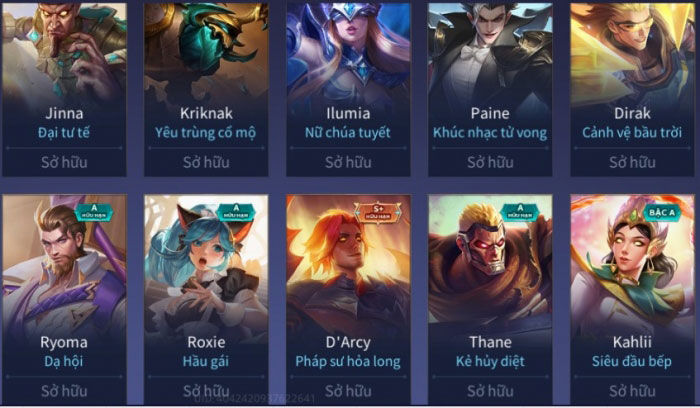 Jinna
Đại tư tế
Sở hữu
Kriknak
Yêu trùng cổ mộ
Sở hữu
Ilumia
Nữ chúa tuyết
Sở hữu
Paine
Khúc nhạc tử vong
Sở hữu
Dirak
Cảnh vệ bầu trời
Sở hữu
A
HỮU HẠN
Ryoma
Dạ hội
Sở hữu
A
HỮU HẠN
Roxie
Hầu gái
Sở hữu
S+
HỮU HẠN
D'Arcy
Pháp sư hỏa long
Sở hữu
A
HỮU HẠN
Thane
Kẻ hủy diệt
Sở hữu
BẬC A
Kahlii
Siêu đầu bếp
Sở hữu
UID: 4042420937622641